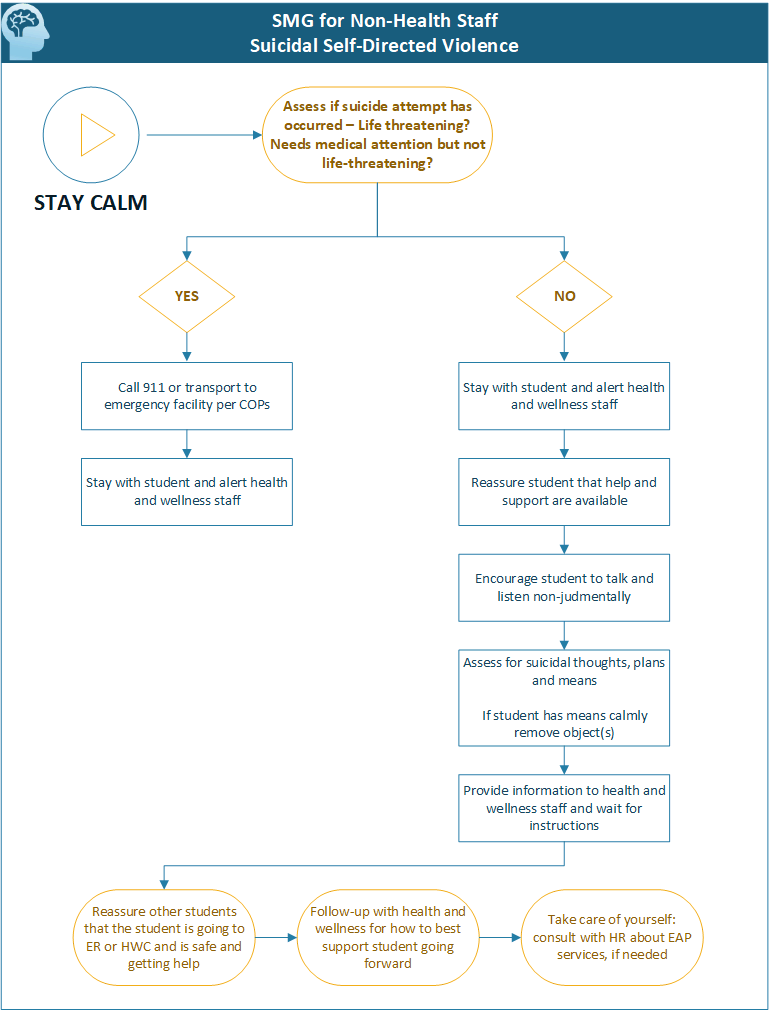 SMG for Non-Health Staff
Suicidal Self-Directed Violence
STAY CALM
Assess if suicide attempt has
occurred – Life threatening?
Needs medical attention but not
life-threatening?
YES
NO
Call 911 or transport to
emergency facility per COPs
Stay with student and alert health
and wellness staff
Stay with student and alert health
and wellness staff
Reassure student that help and
support are available
Encourage student to talk and
listen non-judmentally
Assess for suicidal thoughts, plans
and means
If student has means calmly
remove object(s)
Provide information to health and
wellness staff and wait for
instructions
Reassure other students
that the student is going to
ER or HWC and is safe and
getting help
Follow-up with health and
wellness for how to best
support student going
forward
Take care of yourself:
consult with HR about EAP
services, if needed